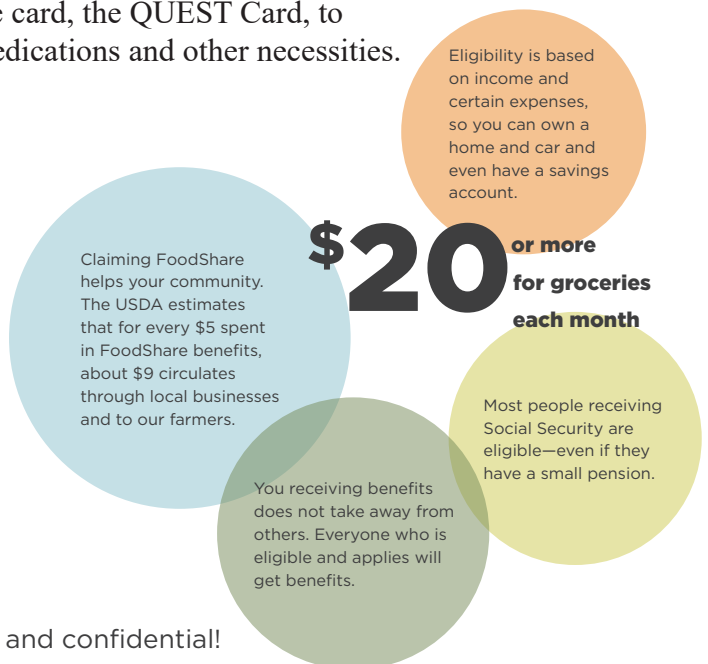 e card, the QUEST Card, to
edications and other necessities.
Eligibility is based
on income and
certain expenses,
so you can own a
home and car and
even have a savings
account.
$20 or more
for groceries
each month
Claiming FoodShare
helps your community.
The USDA estimates
that for every $5 spent
in FoodShare benefits,
about $9 circulates
through local businesses
and to our farmers.
Most people receiving
Social Security are
eligible—even if they
have a small pension.
You receiving benefits
does not take away from
others. Everyone who is
eligible and applies will
get benefits.
and confidential!